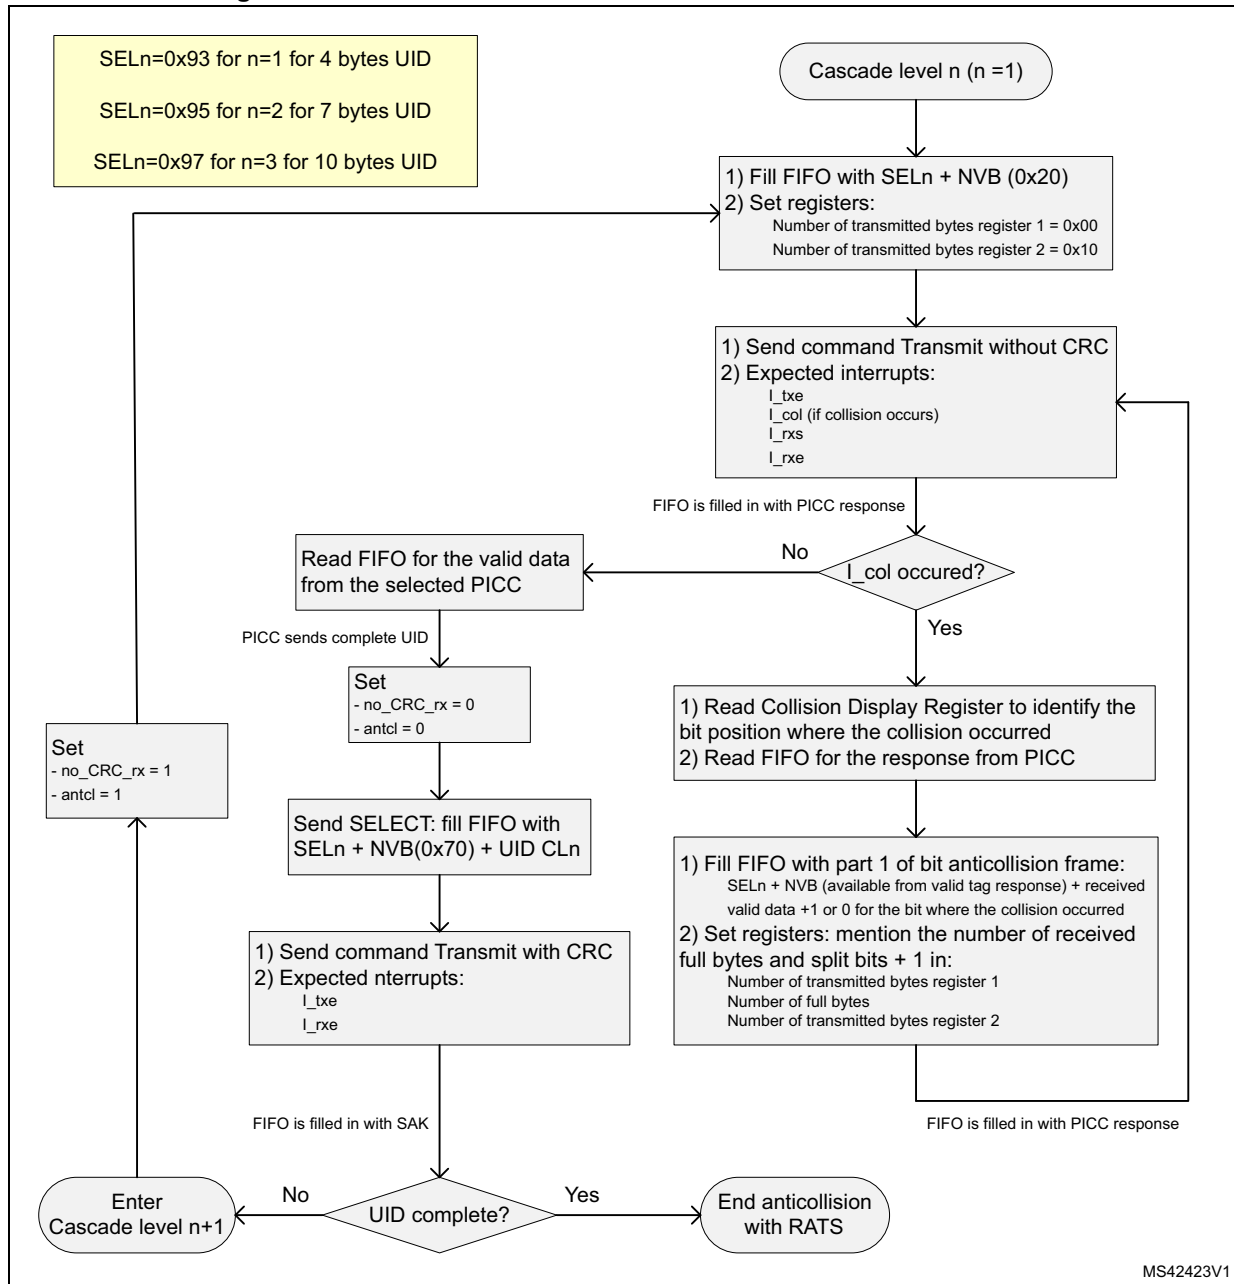 SELn=0x93 for n=1 for 4 bytes UID
SELn=0x95 for n=2 for 7 bytes UID
SELn=0x97 for n=3 for 10 bytes UID
Cascade level n (n =1)
1) Fill FIFO with SELn + NVB (0x20)
2) Set registers:
Number of transmitted bytes register 1 = 0x00
Number of transmitted bytes register 2 = 0x10
1) Send command Transmit without CRC
2) Expected interrupts:
I_txe
I_col (if collision occurs)
I_rxs
I_rxe
FIFO is filled in with PICC response
I_col occured?
No
Yes
Read FIFO for the valid data
from the selected PICC
PICC sends complete UID
Set
- no_CRC_rx = 0
- antcl = 0
1) Read Collision Display Register to identify the
bit position where the collision occurred
2) Read FIFO for the response from PICC
Set
- no_CRC_rx = 1
- antcl = 1
Send SELECT: fill FIFO with
SELn + NVB(0x70) + UID CLn
1) Fill FIFO with part 1 of bit anticollision frame:
SELn + NVB (available from valid tag response) + received
valid data +1 or 0 for the bit where the collision occurred
2) Set registers: mention the number of received
full bytes and split bits + 1 in:
Number of transmitted bytes register 1
Number of full bytes
Number of transmitted bytes register 2
1) Send command Transmit with CRC
2) Expected nterrupts:
I_txe
I_rxe
FIFO is filled in with SAK
FIFO is filled in with PICC response
UID complete?
No
Yes
Enter
Cascade level n+1
End anticollision
with RATS
MS42423V1